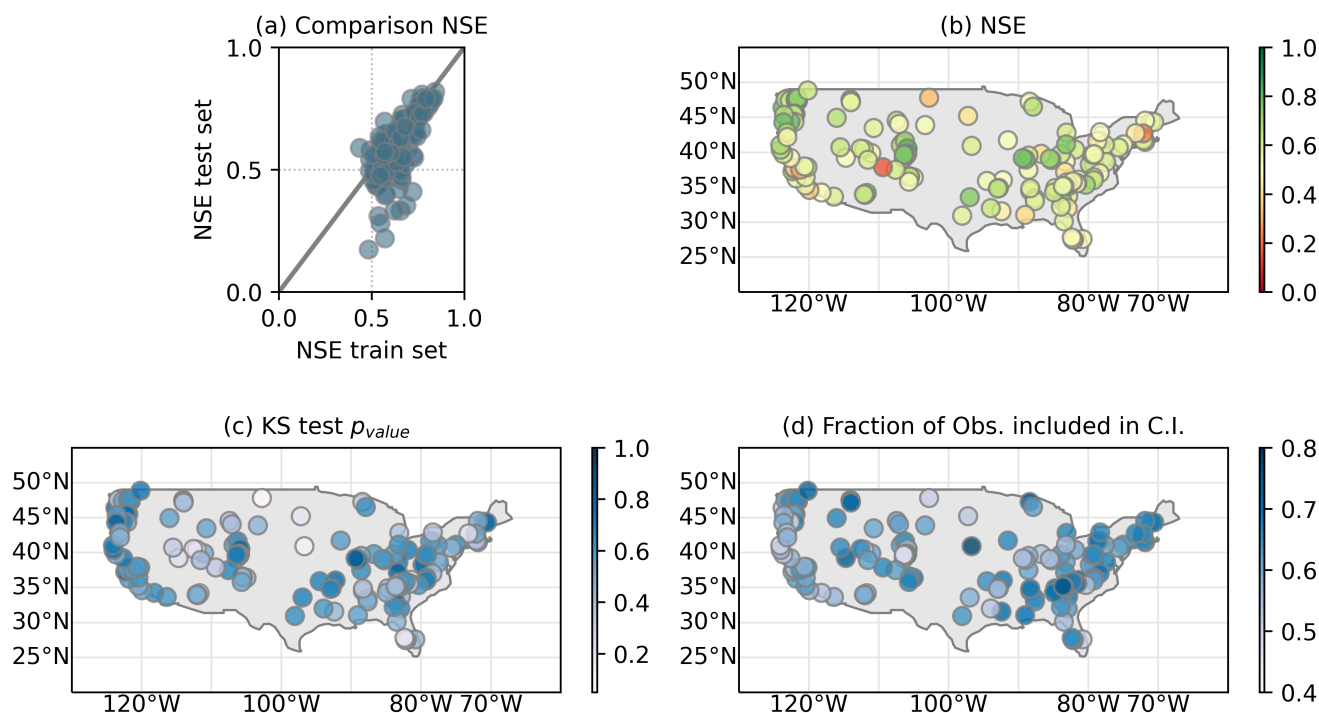 (a) Comparison NSE
1.0
0.5
0.0
NSE test set
0.0 0.5 1.0
NSE train set
(b) NSE
50°N
45°N
40°N
35°N
30°N
25°N
120°W 100°W 80°W 70°W
1.0
0.8
0.6
0.4
0.2
0.0
(c) KS test pvalue
50°N
45°N
40°N
35°N
30°N
25°N
120°W 100°W 80°W 70°W
1.0
0.8
0.6
0.4
0.2
(d) Fraction of Obs. included in C.I.
50°N
45°N
40°N
35°N
30°N
25°N
120°W 100°W 80°W 70°W
0.8
0.7
0.6
0.5
0.4